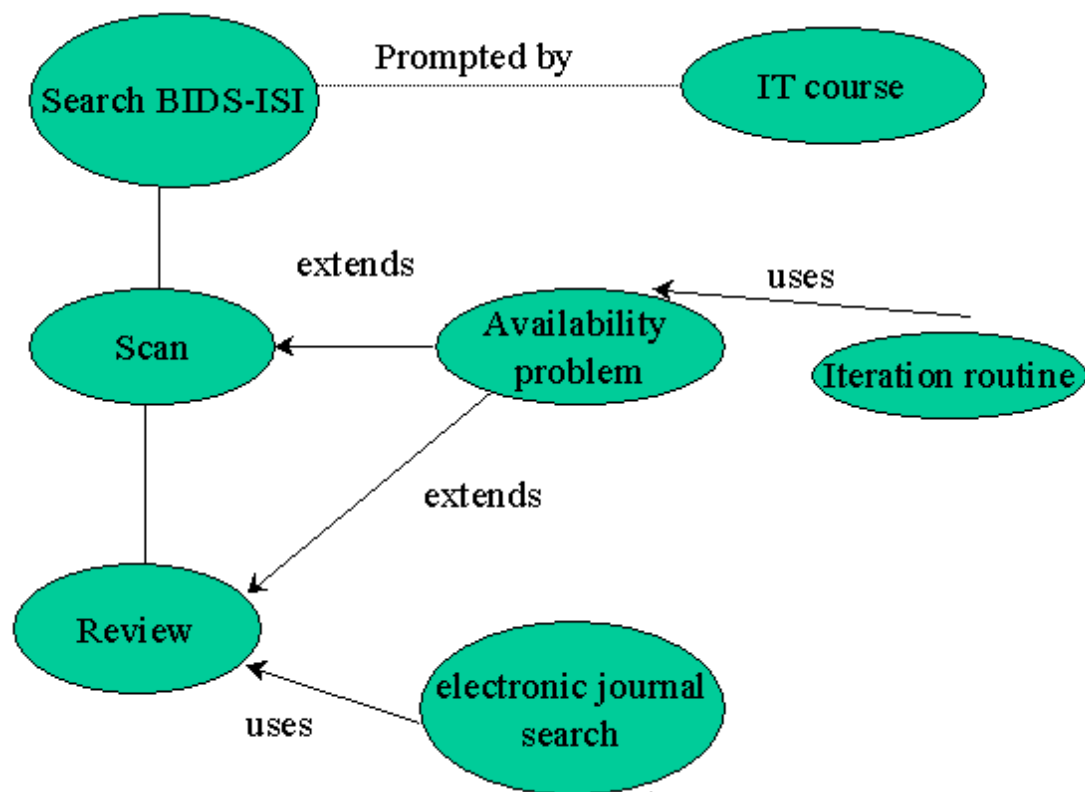 Prompted by
Search BIDS-ISI
IT course
extends
uses
Scan
Availability
problem
Iteration routine
extends
Review
electronic journal
search
uses